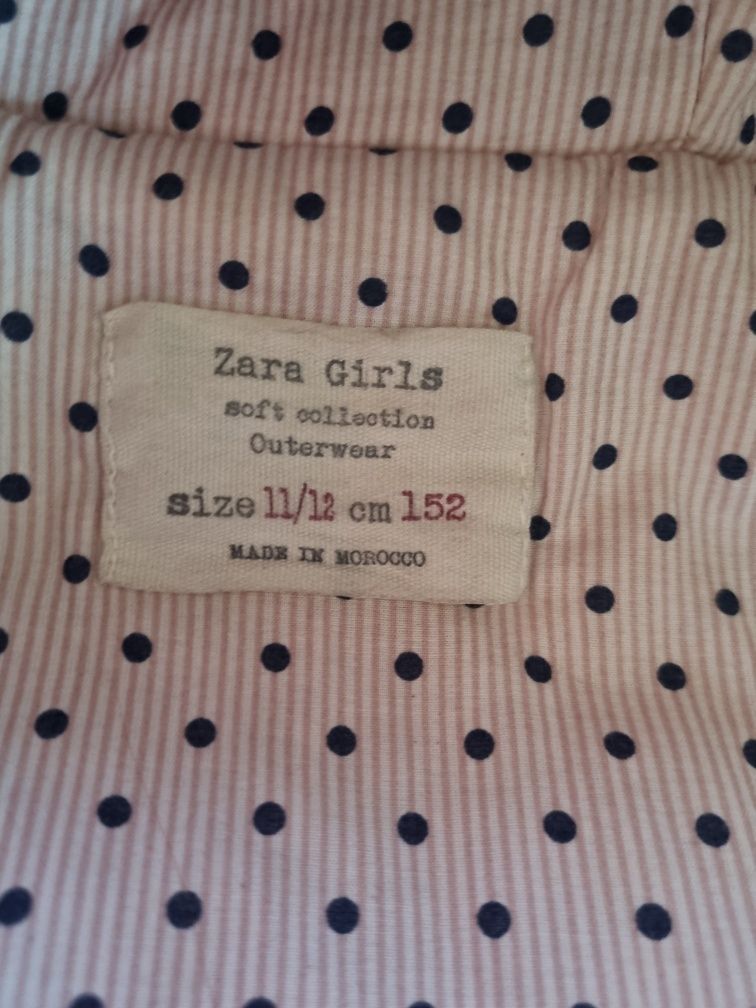 Zara Girls
soft collection
Outerwear
size 11/12 cm 152
MADE IN MOROCCO